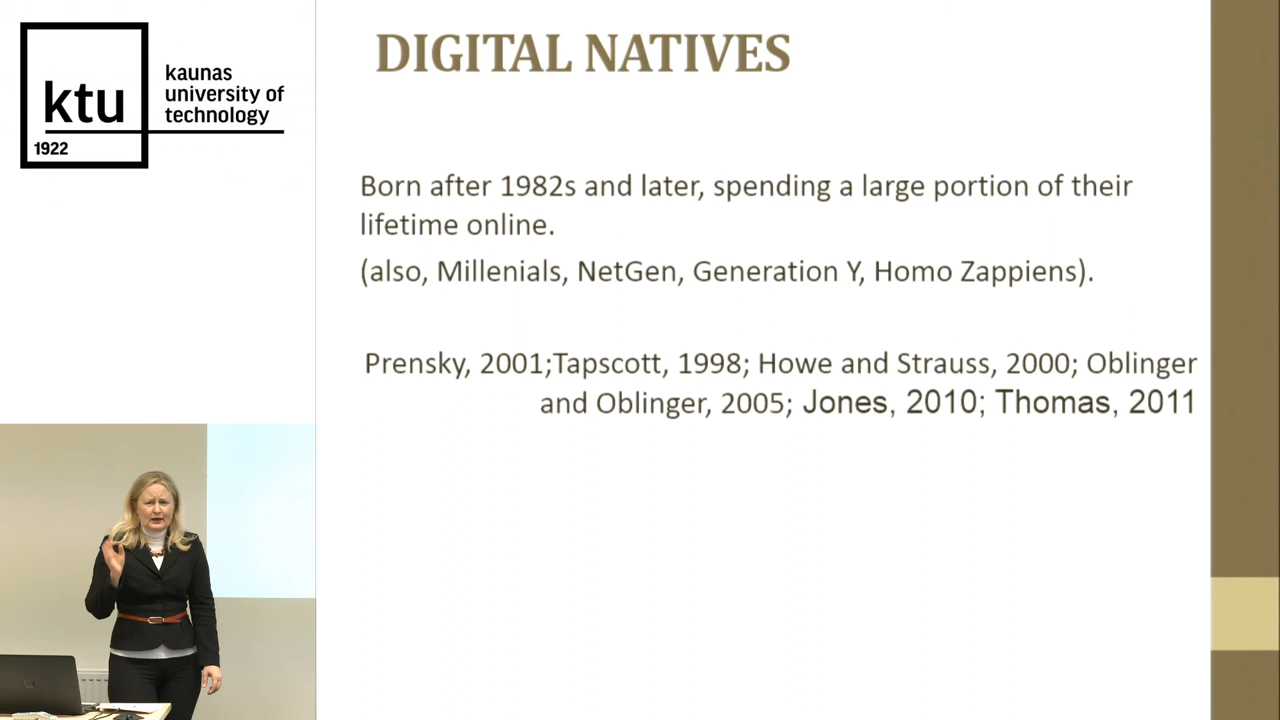 ktu
1922
kaunas
university of
technology
DIGITAL NATIVES
Born after 1982s and later, spending a large portion of their
lifetime online.
(also, Millenials, NetGen, Generation Y, Homo Zappiens).
Prensky, 2001;Tapscott, 1998; Howe and Strauss, 2000; Oblinger
and Oblinger, 2005; Jones, 2010; Thomas, 2011